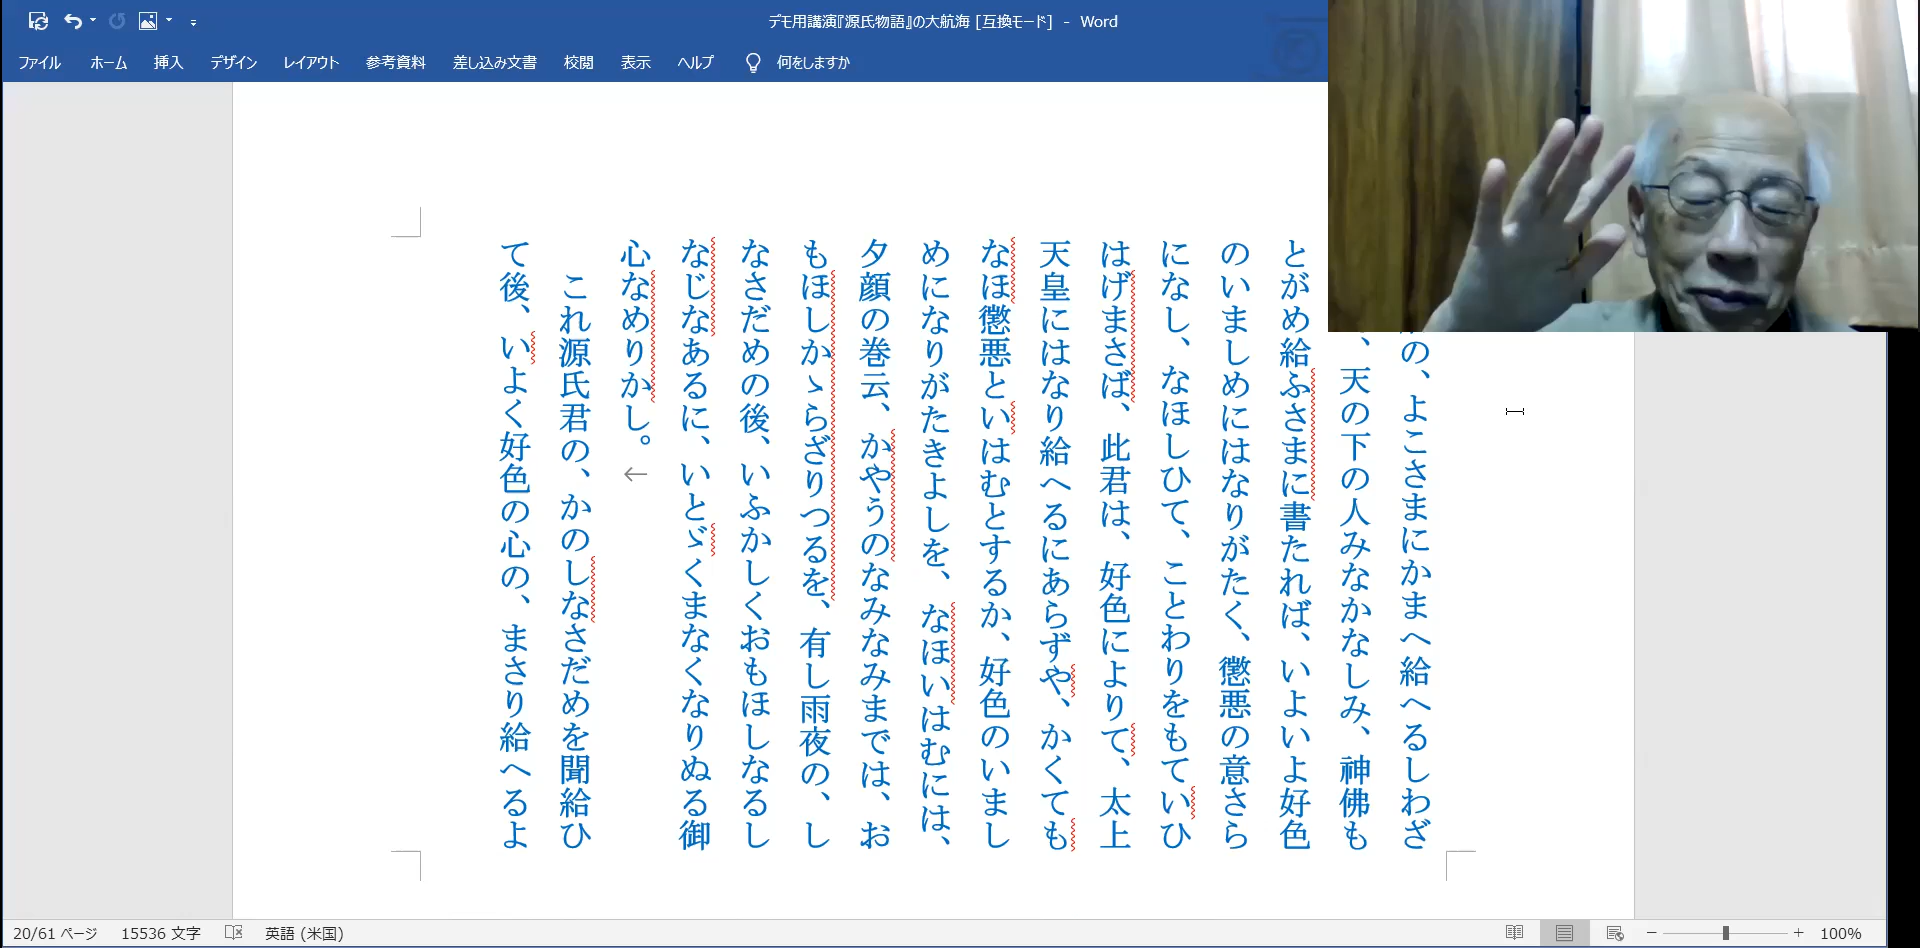 デモ用講演『源氏物語』の大航海 [互換モード] - Word
ファイル ホーム 挿入 デザイン レイアウト 参考資料 差し込み文書 校閲 表示 ヘルプ 何をしますか
の、よこさまにかまへ給へるしわざ
、天の下の人みなかなしみ、神佛も
とがめ給ふさまに書たれば、いよいよ好色
のいましめにはなりがたく、懲悪の意さら
になし、なほしひて、ことわりをもていひ
はげまさば、此君は、好色によりて、太上
天皇にはなり給へるにあらずや、かくても
なほ懲悪といはむとするか、好色のいまし
めになりがたきよしを、なほいはむには、
夕顔の巻云、かやうのなみなみまでは、お
もほしかゝらざりつるを、有し雨夜の、し
なさだめの後、いふかしくおもほしなるし
なじなあるに、いとゞくまなくなりぬる御
心なめりかし。
これ源氏君の、かのしなさだめを聞給ひ
て後、いよく好色の心の、まさり給へるよ
20/61 ページ 15536 文字 英語 (米国) 100%